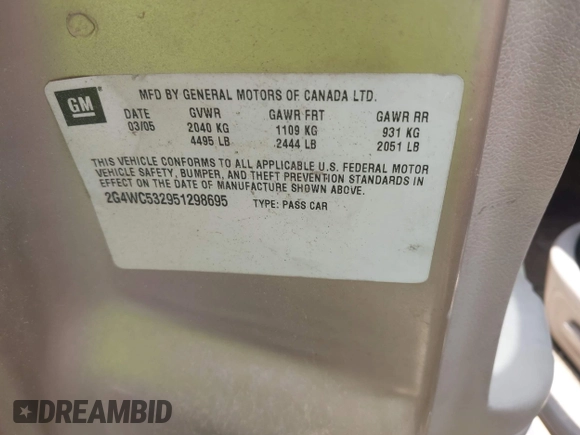 GM
MFD BY GENERAL MOTORS OF CANADA LTD.
DATE GVWR GAWR FRT GAWR RR
03/05 2040 KG 1109 KG 931 KG
4495 LB 2444 LB 2051 LB
THIS VEHICLE CONFORMS TO ALL APPLICABLE U.S. FEDERAL MOTOR
VEHICLE SAFETY, BUMPER, AND THEFT PREVENTION STANDARDS IN
EFFECT ON THE DATE OF MANUFACTURE SHOWN ABOVE.
2G4WC532951298695 TYPE: PASS CAR
DREAMBID